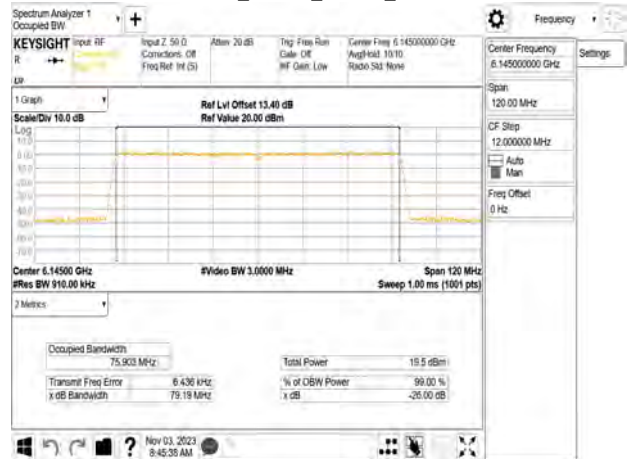 Spectrum Analyzer 1
Occupied BW
+
Frequency
KEYSIGHT Input: RF
R
Input Z: 50 Ω
Corrections: Off
Freq Ref: Int (S)
Atten: 20 dB
Trig: Free Run
Gate: Off
#IF Gain: Low
Center Freq: 6.145000000 GHz
Avg|Hold: 10/10
Radio Std: None
Center Frequency
6.145000000 GHz
Settings
Span
120.00 MHz
CF Step
12.000000 MHz
Auto
Man
Freq Offset
0 Hz
1 Graph
Scale/Div 10.0 dB
Ref Lvl Offset 13.40 dB
Ref Value 20.00 dBm
Log
Center 6.14500 GHz
#Res BW 910.00 kHz
#Video BW 3.0000 MHz
Span 120 MHz
Sweep 1.00 ms (1001 pts)
2 Metrics
Occupied Bandwidth
75.903 MHz
Total Power 19.5 dBm
Transmit Freq Error 6.436 kHz
% of OBW Power 99.00 %
x dB Bandwidth 79.19 MHz
x dB -26.00 dB
?
Nov 03, 2023
8:45:35 AM